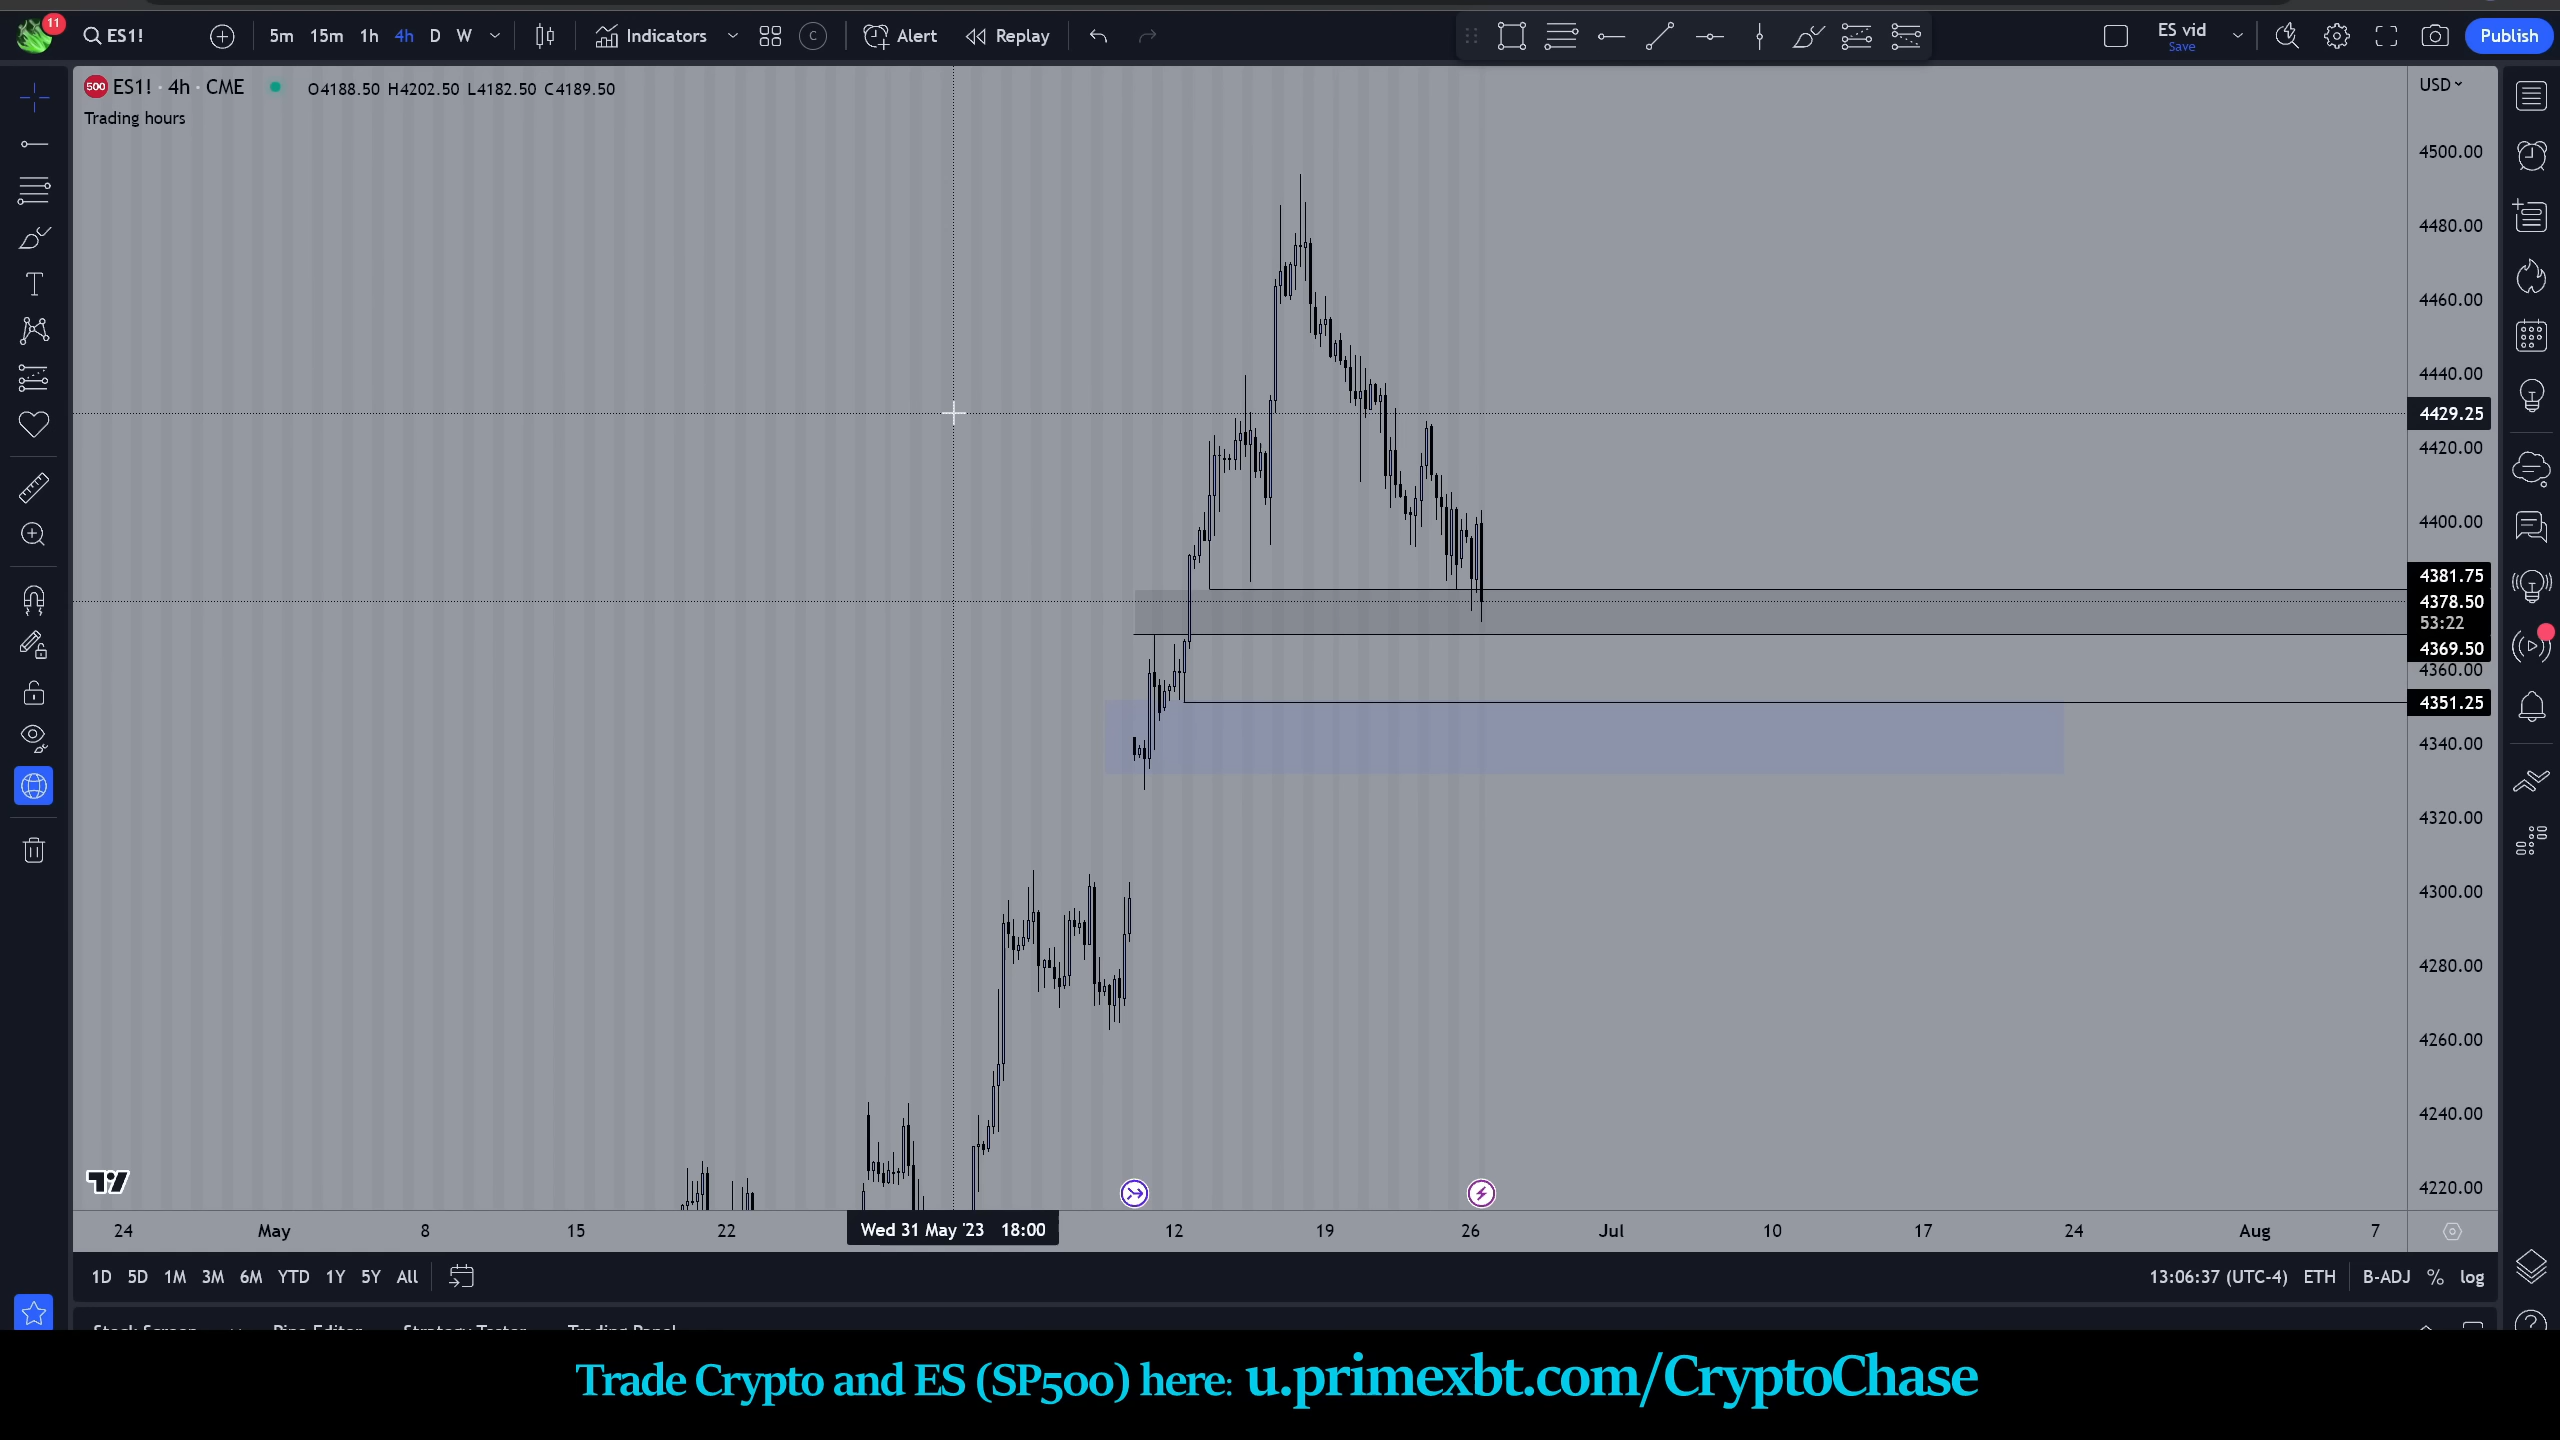 11
ES1!
5m 15m 1h 4h D W
Indicators
Alert
Replay
ES vid
Save
Publish
500 ES1! · 4h · CME
O4188.50 H4202.50 L4182.50 C4189.50
Trading hours
USD
4500.00
4480.00
4460.00
4440.00
4429.25
4420.00
4400.00
4381.75
4378.50
53:22
4369.50
4360.00
4351.25
4340.00
4320.00
4300.00
4280.00
4260.00
4240.00
4220.00
24 May 8 15 22 Wed 31 May '23 18:00 12 19 26 Jul 10 17 24 Aug 7
1D 5D 1M 3M 6M YTD 1Y 5Y All
13:06:37 (UTC-4) ETH B-ADJ % log
Trade Crypto and ES (SP500) here: u.primexbt.com/CryptoChase